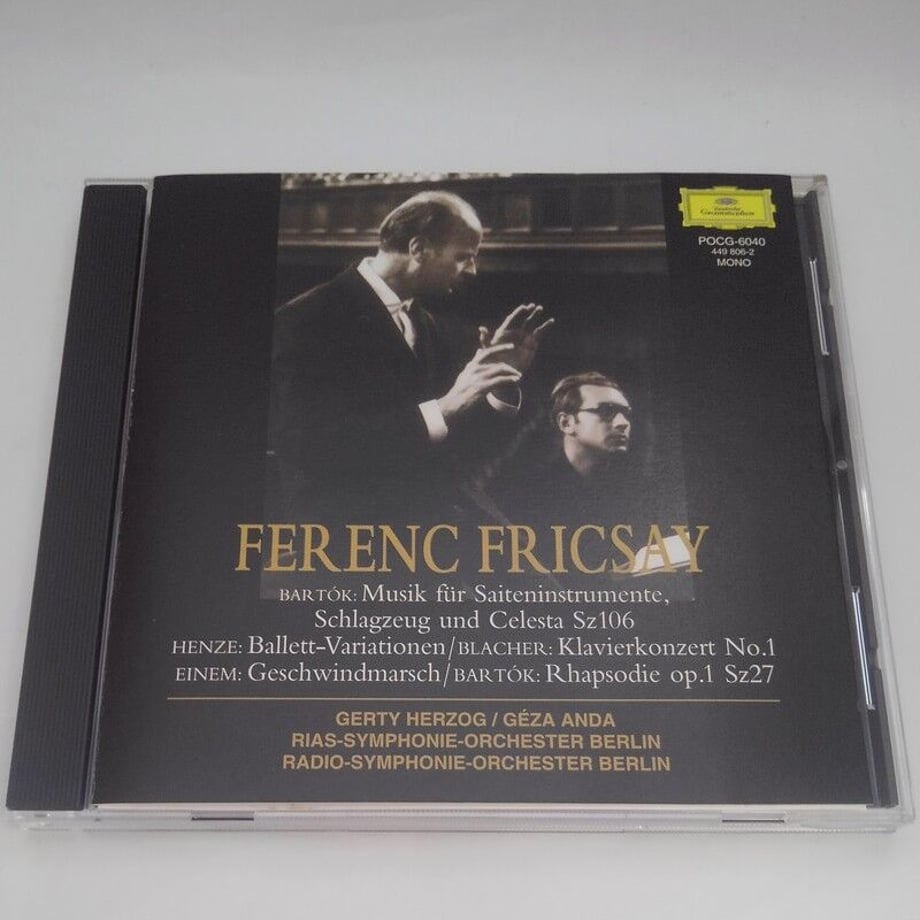 Deutsche
Grammophon
POCG-6040
449 806-2
MONO
FERENC FRICSAY
BARTÓK: Musik für Saiteninstrumente,
Schlagzeug und Celesta Sz106
HENZE: Ballett-Variationen/BLACHER: Klavierkonzert No.1
EINEM: Geschwindmarsch/BARTÓK: Rhapsodie op.1 Sz27
GERTY HERZOG / GÉZA ANDA
RIAS-SYMPHONIE-ORCHESTER BERLIN
RADIO-SYMPHONIE-ORCHESTER BERLIN